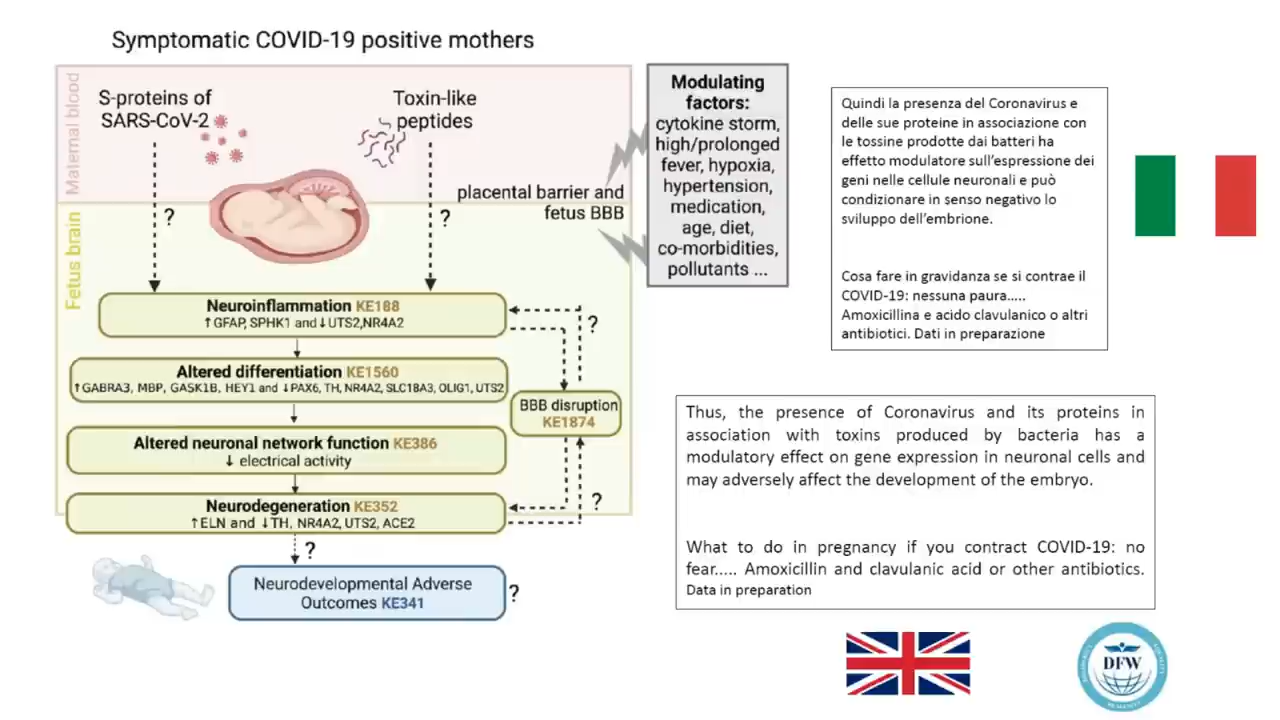 Symptomatic COVID-19 positive mothers
Maternal blood
S-proteins of
SARS-CoV-2
Toxin-like
peptides
placental barrier and
fetus BBB
Modulating
factors:
cytokine storm,
high/prolonged
fever, hypoxia,
hypertension,
medication,
age, diet,
co-morbidities,
pollutants ...
Fetus brain
?
?
Neuroinflammation KE188
↑GFAP, SPHK1 and↓UTS2,NR4A2
?
Altered differentiation KE1560
↑GABRA3, MBP, GASK1B, HEY1 and ↓PAX6, TH, NR4A2, SLC18A3, OLIG1, UTS2
BBB disruption
KE1874
Altered neuronal network function KE386
↓ electrical activity
Neurodegeneration KE352
↑ELN and ↓TH, NR4A2, UTS2, ACE2
?
?
Neurodevelopmental Adverse
Outcomes KE341
?
Quindi la presenza del Coronavirus e
delle sue proteine in associazione con
le tossine prodotte dai batteri ha
effetto modulatore sull'espressione dei
geni nelle cellule neuronali e può
condizionare in senso negativo lo
sviluppo dell'embrione.
Cosa fare in gravidanza se si contrae il
COVID-19: nessuna paura.....
Amoxicillina e acido clavulanico o altri
antibiotici. Dati in preparazione
Thus, the presence of Coronavirus and its proteins in
association with toxins produced by bacteria has a
modulatory effect on gene expression in neuronal cells and
may adversely affect the development of the embryo.
What to do in pregnancy if you contract COVID-19: no
fear..... Amoxicillin and clavulanic acid or other antibiotics.
Data in preparation
DFW